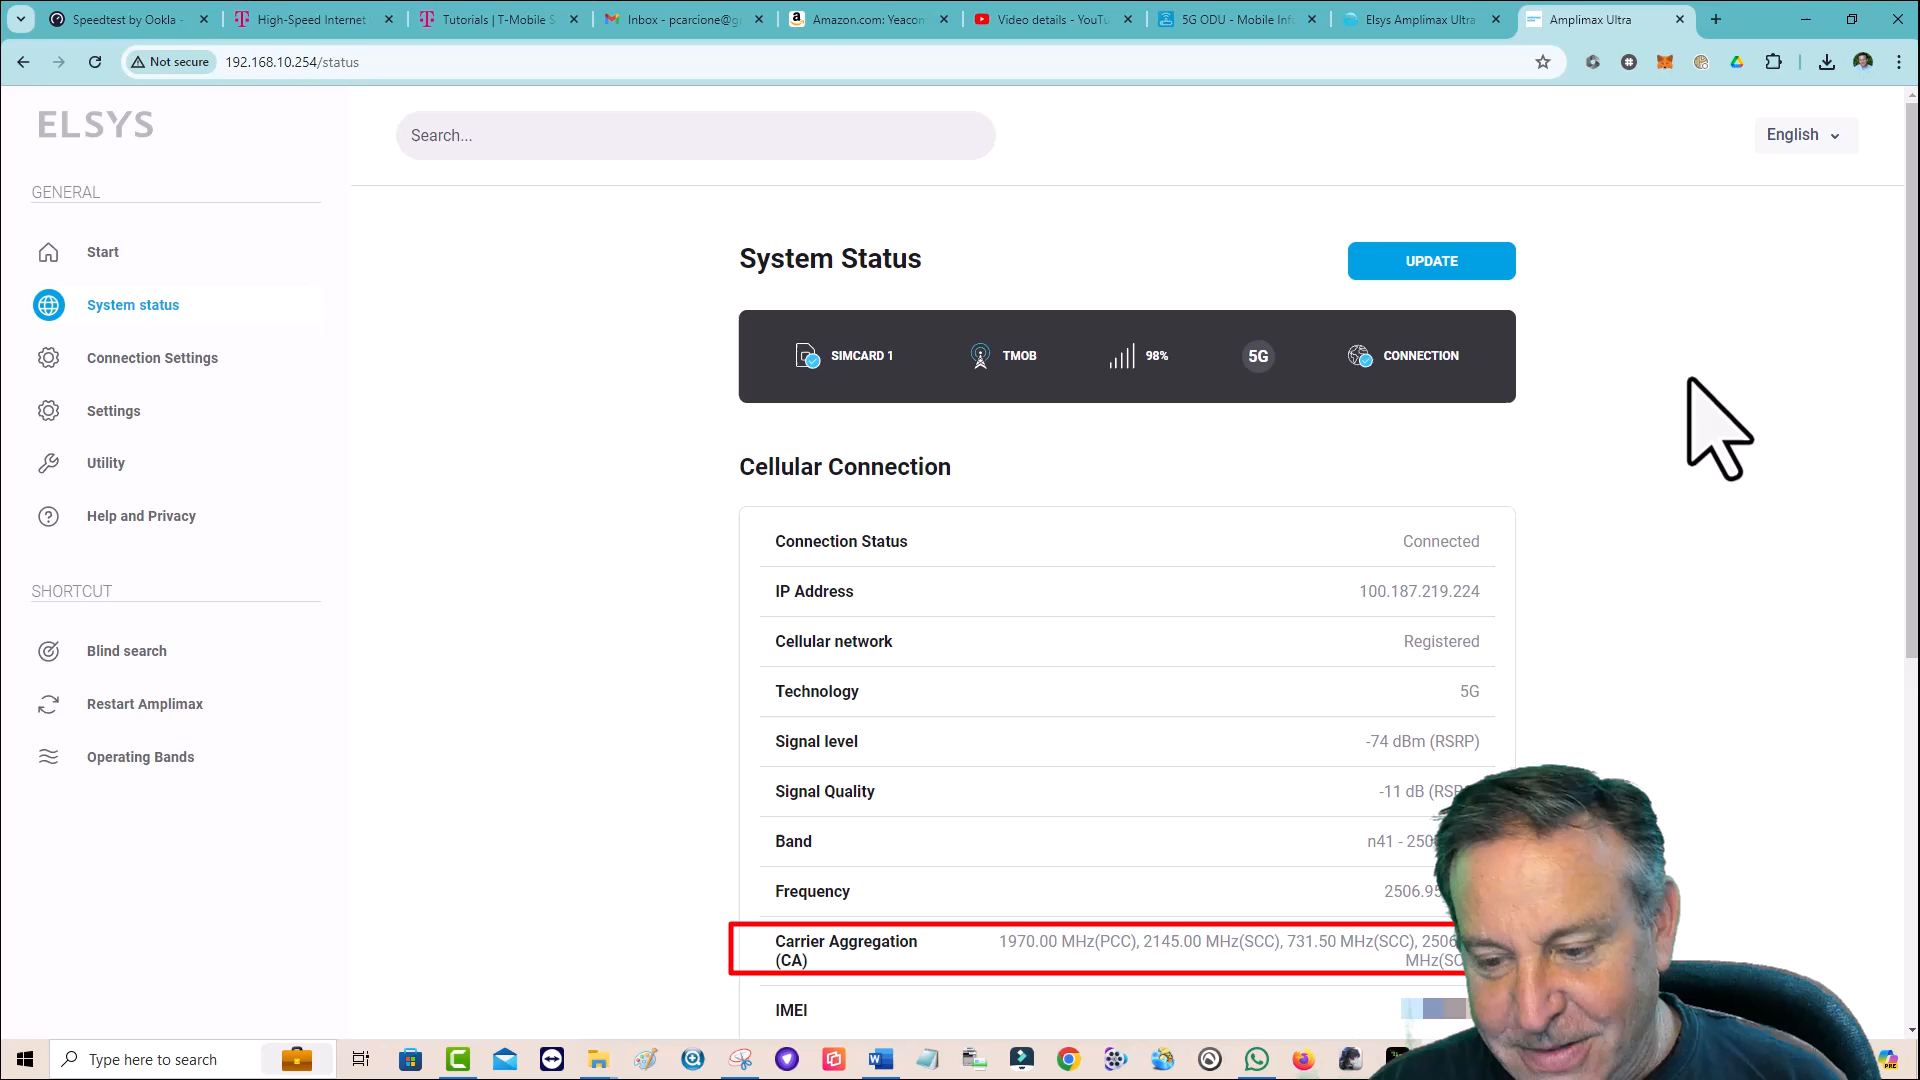 Speedtest by Ookla -
High-Speed Internet
Tutorials | T-Mobile S
Inbox - pcarcione@g
Amazon.com: Yeacon
Video details - YouTu
5G ODU - Mobile Inf
Elsys Amplimax Ultra
Amplimax Ultra
Not secure
192.168.10.254/status
ELSYS
Search...
English
GENERAL
Start
System status
Connection Settings
Settings
Utility
Help and Privacy
SHORTCUT
Blind search
Restart Amplimax
Operating Bands
System Status
UPDATE
SIMCARD 1
TMOB
98%
5G
CONNECTION
Cellular Connection
Connection Status
Connected
IP Address
100.187.219.224
Cellular network
Registered
Technology
5G
Signal level
-74 dBm (RSRP)
Signal Quality
-11 dB
Band
n41 -
Frequency
2506.95
Carrier Aggregation
(CA)
1970.00 MHz(PCC), 2145.00 MHz(SCC), 731.50 MHz(SCC), 2506
MHz(SC
IMEI
Type here to search